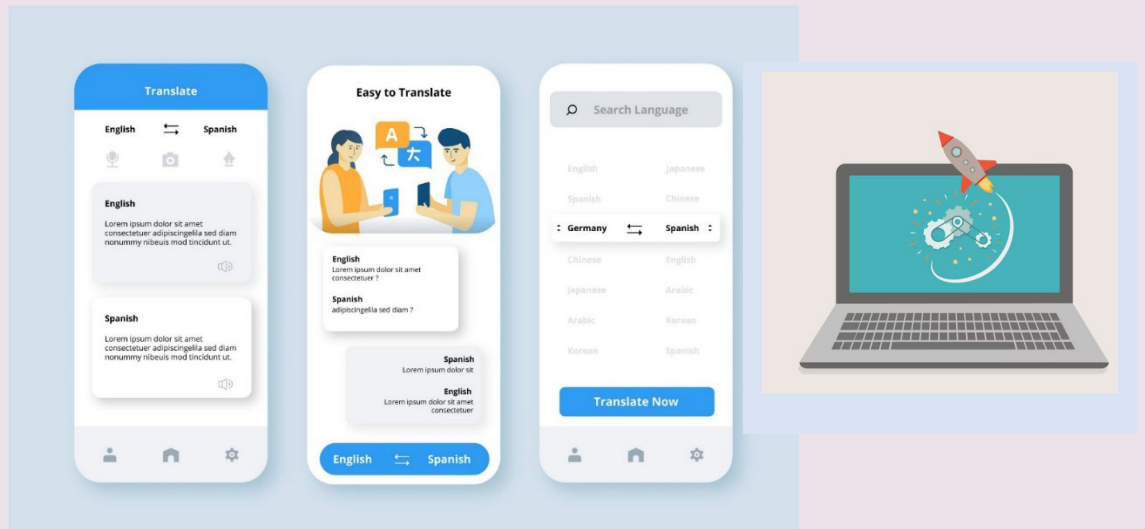 Translate
English
Spanish
English
Lorem ipsum dolor sit amet
consectetuer adipiscingelila sed diam
nonummy nibeuis mod tincidunt ut.
Spanish
Lorem ipsum dolor sit amet
consectetuer adipiscingelila sed diam
nonummy nibeuis mod tincidunt ut.
Easy to Translate
A
大
English
Lorem ipsum dolor sit amet
consectetuer ?
Spanish
adipiscingelila sed diam ?
Spanish
Lorem ipsum dolor sit
English
Lorem ipsum dolor sit amet
consectetuer
English
Spanish
Search Language
English Japanese
Spanish Chinese
Germany Spanish
Chinese English
Japanese Arabic
Arabic Korean
Korean Spanish
Translate Now